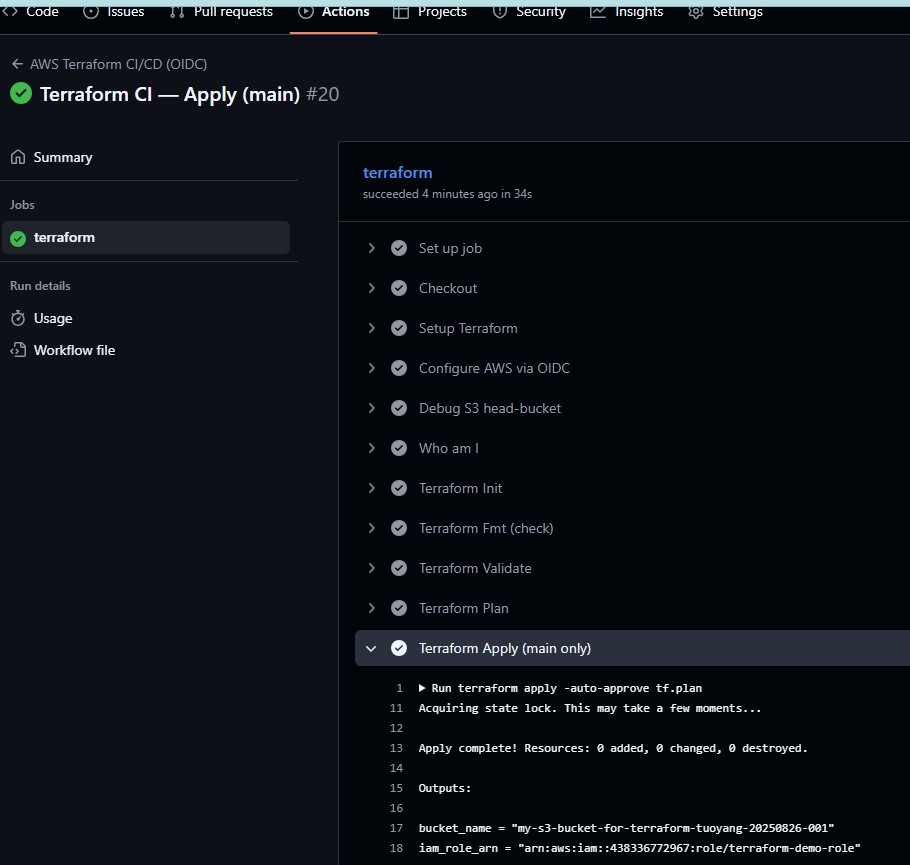 Code Issues Pull requests Actions Projects Security Insights Settings
AWS Terraform CI/CD (OIDC)
Terraform CI — Apply (main) #20
Summary
Jobs
terraform
Run details
Usage
Workflow file
terraform
succeeded 4 minutes ago in 34s
Set up job
Checkout
Setup Terraform
Configure AWS via OIDC
Debug S3 head-bucket
Who am I
Terraform Init
Terraform Fmt (check)
Terraform Validate
Terraform Plan
Terraform Apply (main only)
1 Run terraform apply -auto-approve tf.plan
11 Acquiring state lock. This may take a few moments...
12
13 Apply complete! Resources: 0 added, 0 changed, 0 destroyed.
14
15 Outputs:
16
17 bucket_name = "my-s3-bucket-for-terraform-tuoyang-20250826-001"
18 iam_role_arn = "arn:aws:iam::438336772967:role/terraform-demo-role"